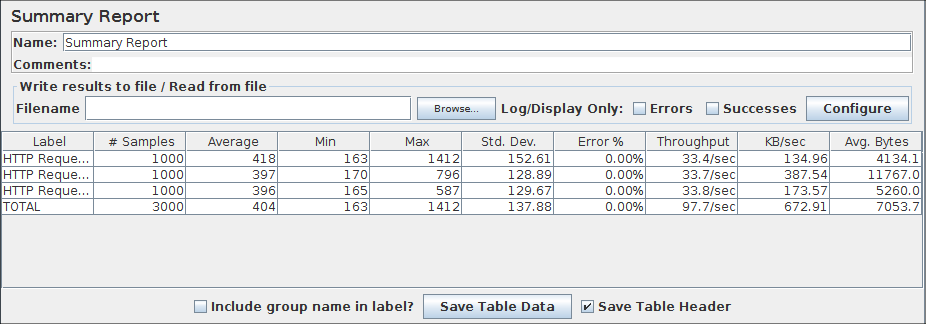 Summary Report
Name: Summary Report
Comments:
Write results to file / Read from file
Filename Browse... Log/Display Only: Errors Successes Configure
Label # Samples Average Min Max Std. Dev. Error % Throughput KB/sec Avg. Bytes
HTTP Reque... 1000 418 163 1412 152.61 0.00% 33.4/sec 134.96 4134.1
HTTP Reque... 1000 397 170 796 128.89 0.00% 33.7/sec 387.54 11767.0
HTTP Reque... 1000 396 165 587 129.67 0.00% 33.8/sec 173.57 5260.0
TOTAL 3000 404 163 1412 137.88 0.00% 97.7/sec 672.91 7053.7
Include group name in label? Save Table Data Save Table Header